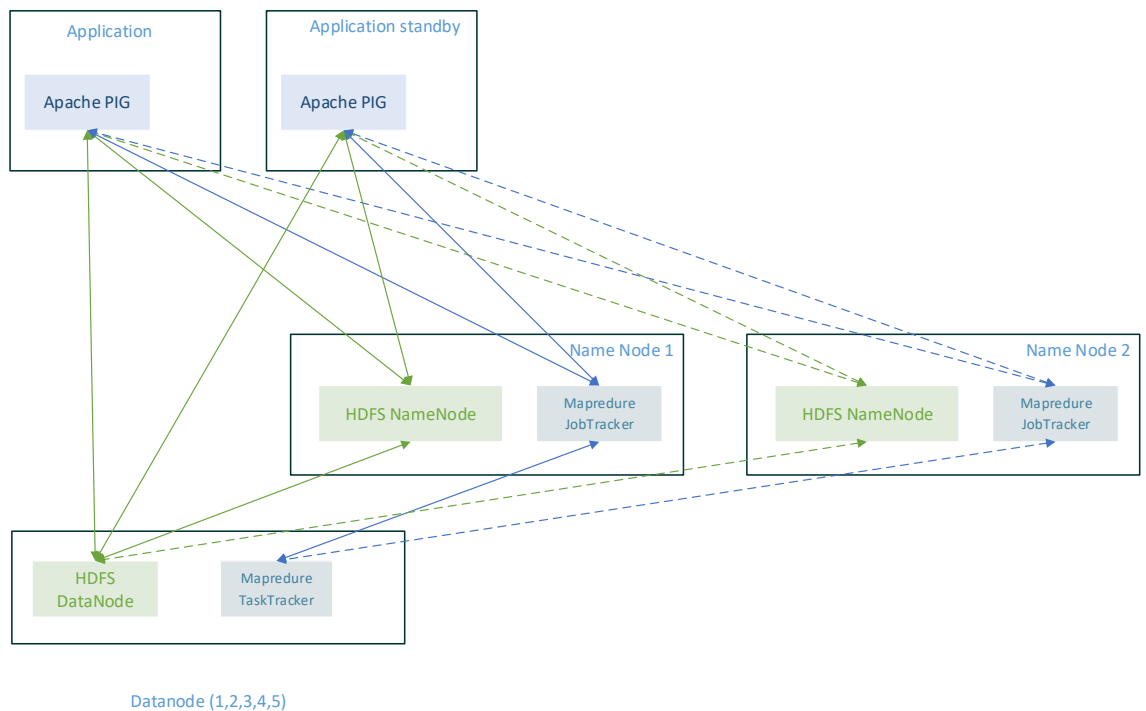 Application
Apache PIG
Application standby
Apache PIG
Name Node 1
HDFS NameNode
Mapredure
JobTracker
Name Node 2
HDFS NameNode
Mapredure
JobTracker
HDFS
DataNode
Mapredure
TaskTracker
Datanode (1,2,3,4,5)